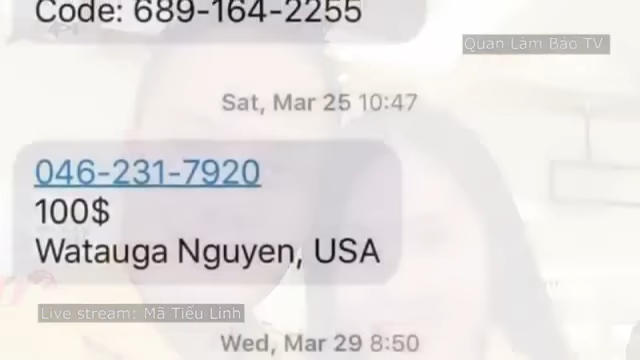 Code: 689-164-2255
Quan Làm Báo TV
Sat, Mar 25 10:47
046-231-7920
100$
Watauga Nguyen, USA
Live stream: Mã Tiểu Linh
Wed, Mar 29 8:50